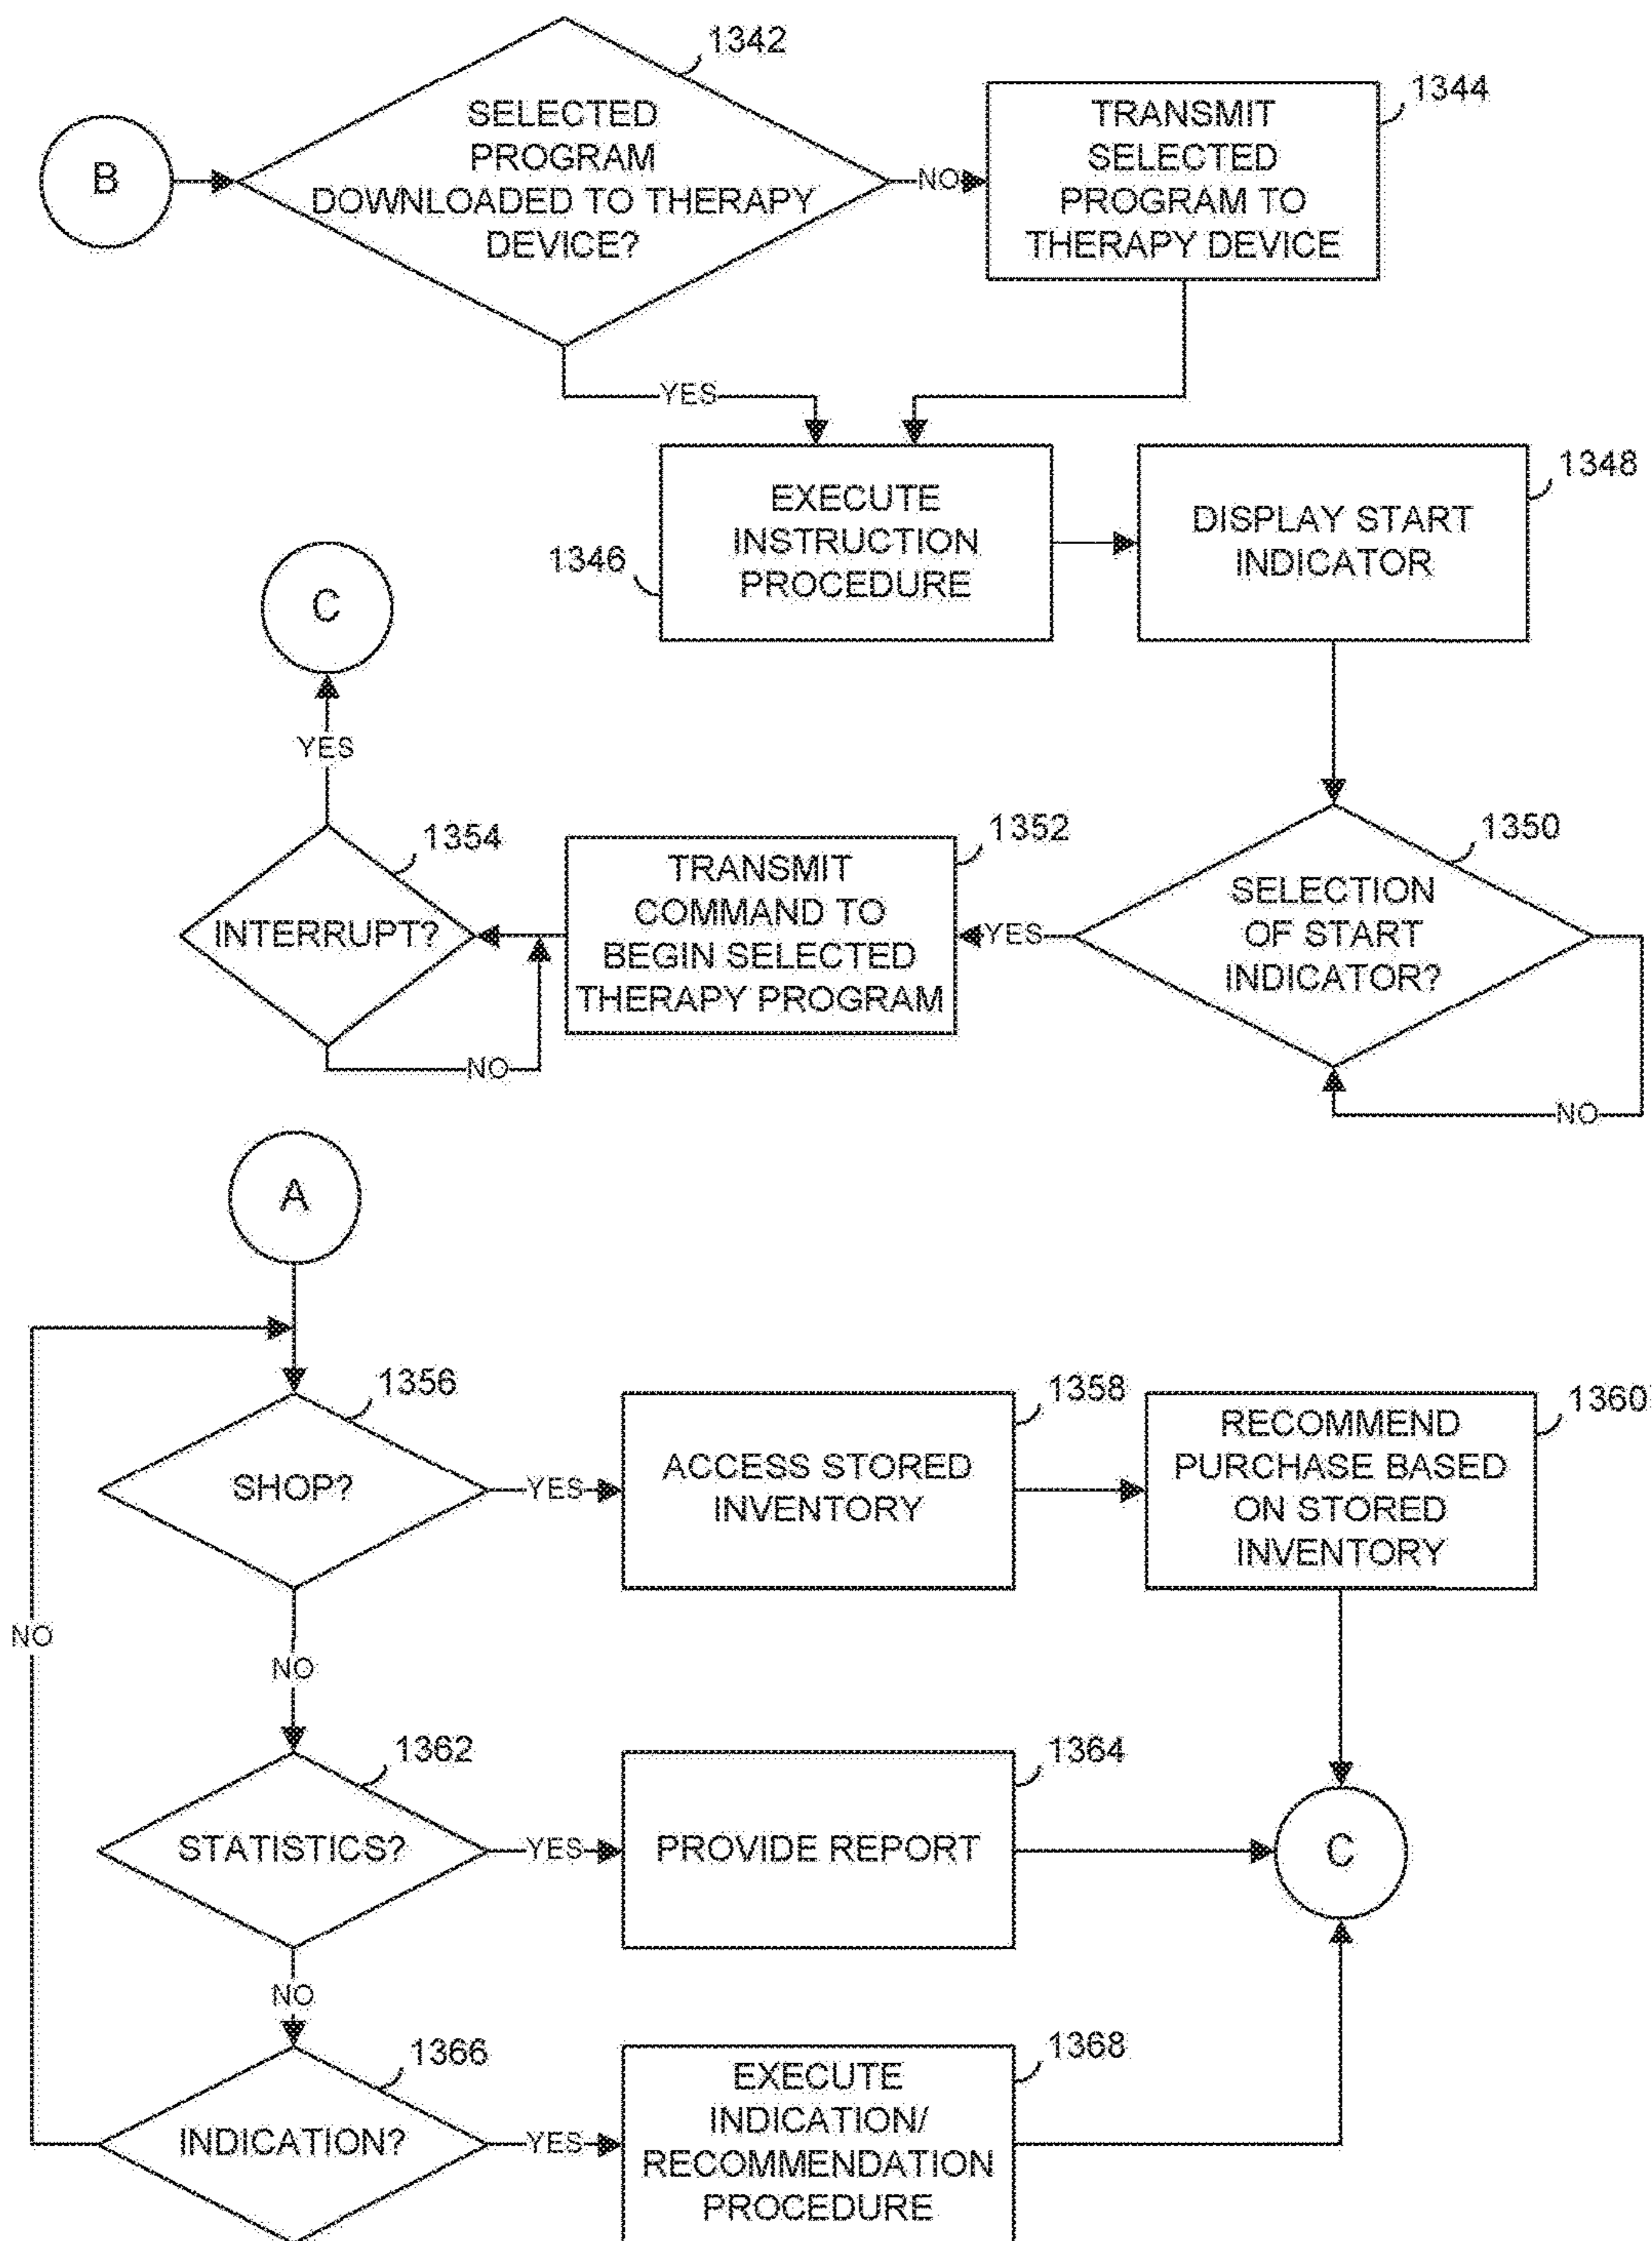 1342
SELECTED
PROGRAM
DOWNLOADED TO THERAPY
DEVICE?
B
NO
1344
TRANSMIT
SELECTED
PROGRAM TO
THERAPY DEVICE
YES
1346
EXECUTE
INSTRUCTION
PROCEDURE
1348
DISPLAY START
INDICATOR
C
YES
1354
INTERRUPT?
NO
1352
TRANSMIT
COMMAND TO
BEGIN SELECTED
THERAPY PROGRAM
YES
1350
SELECTION
OF START
INDICATOR?
NO
A
1356
SHOP?
YES
1358
ACCESS STORED
INVENTORY
1360
RECOMMEND
PURCHASE BASED
ON STORED
INVENTORY
NO
NO
1362
STATISTICS?
YES
1364
PROVIDE REPORT
C
NO
1366
INDICATION?
YES
1368
EXECUTE
INDICATION/
RECOMMENDATION
PROCEDURE